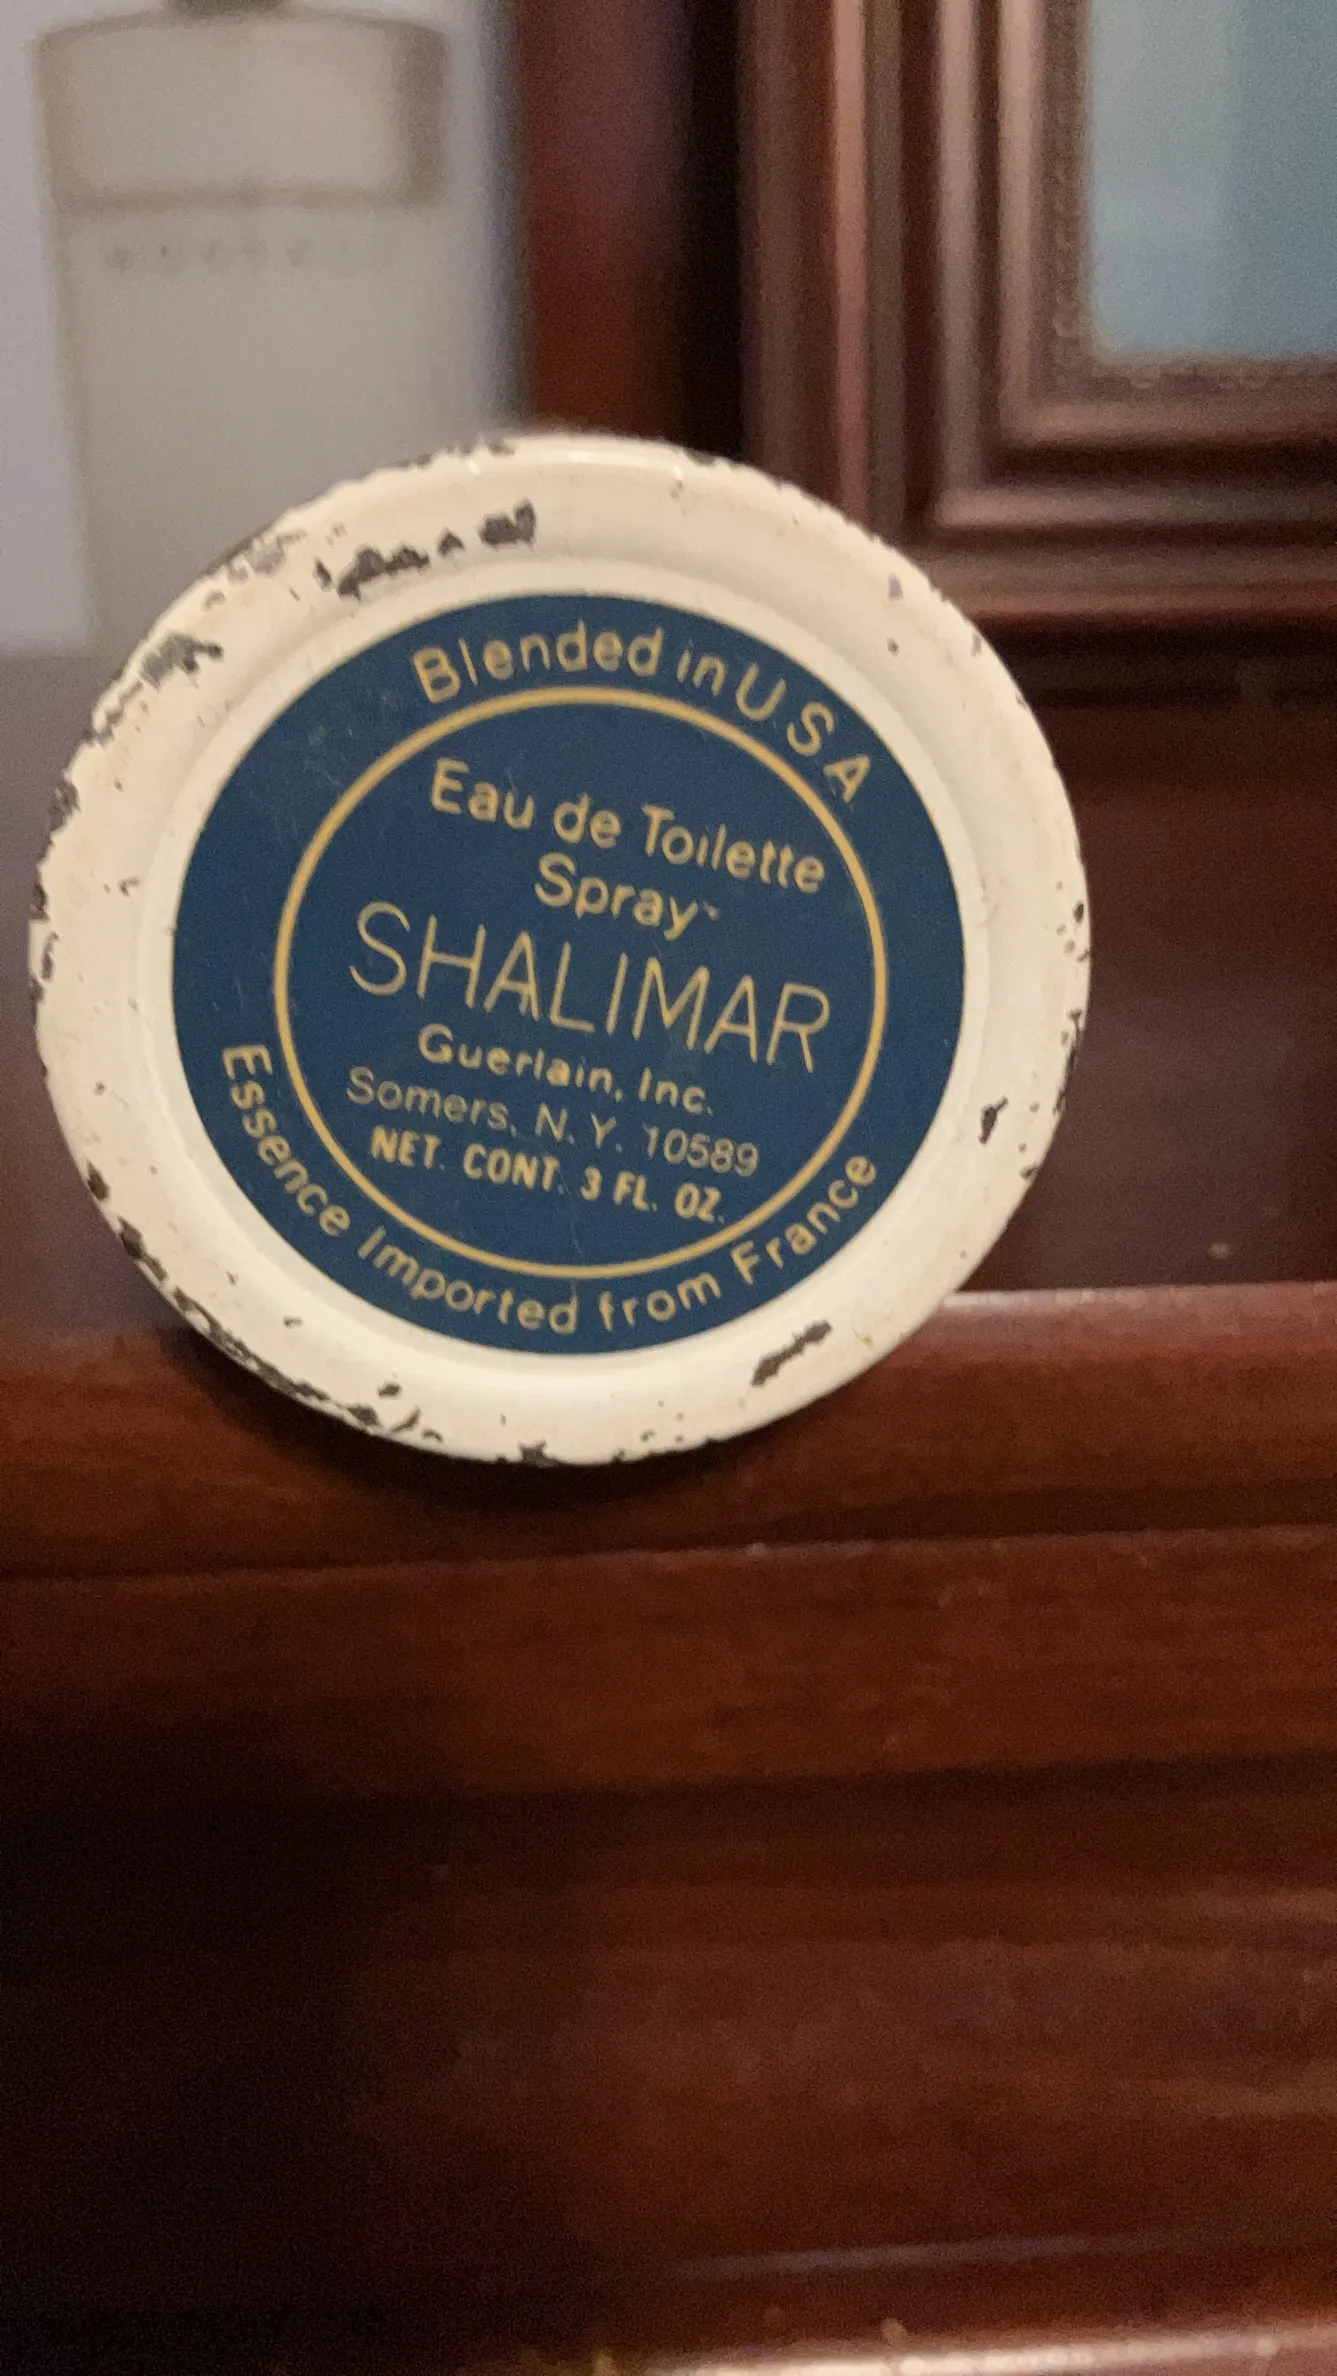 Blended in U S A
Eau de Toilette
Spray
SHALIMAR
Guerlain, Inc.
Somers, N. Y. 10589
NET. CONT. 3 FL. OZ.
Essence Imported from France